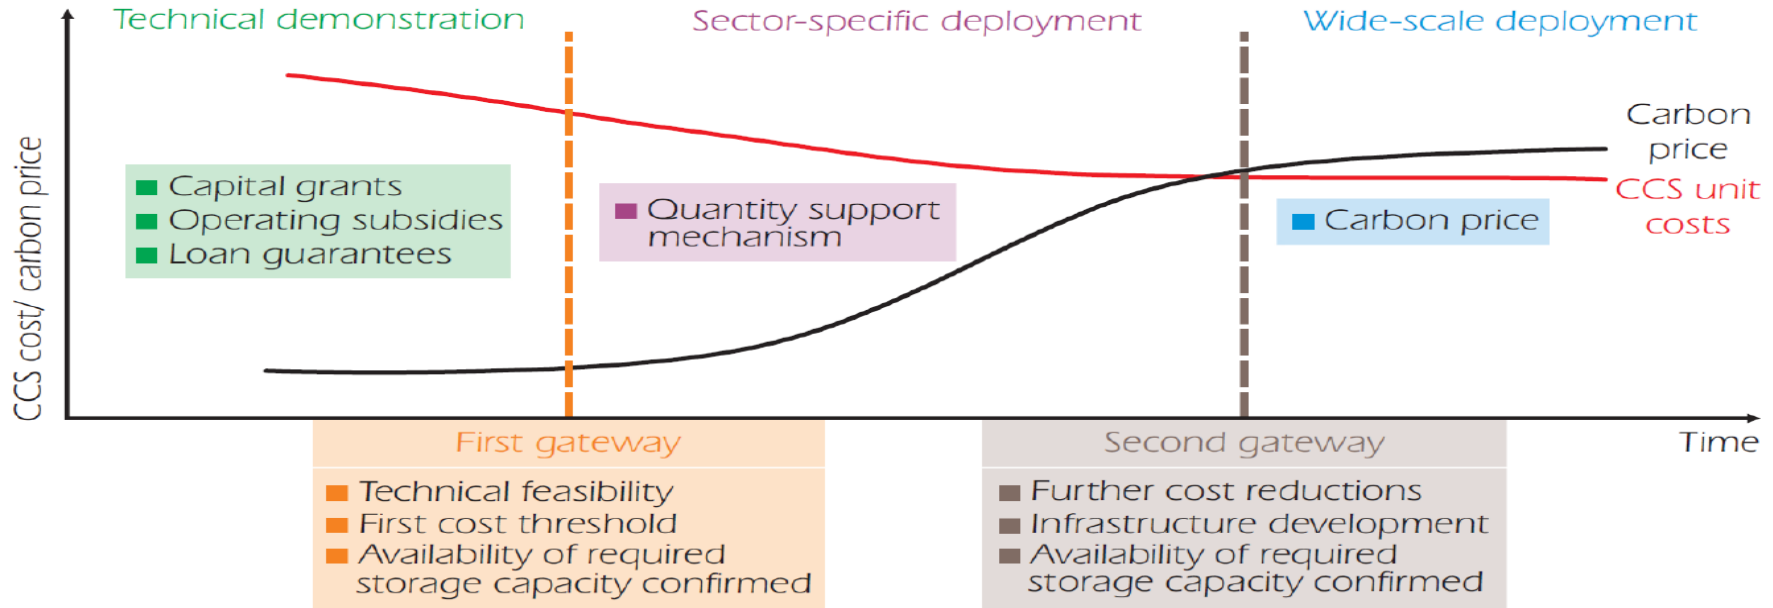 Technical demonstration
Sector-specific deployment
Wide-scale deployment
CCS cost/ carbon price
Capital grants
Operating subsidies
Loan guarantees
Quantity support
mechanism
Carbon price
Carbon
price
CCS unit
costs
Time
First gateway
Technical feasibility
First cost threshold
Availability of required
storage capacity confirmed
Second gateway
Further cost reductions
Infrastructure development
Availability of required
storage capacity confirmed